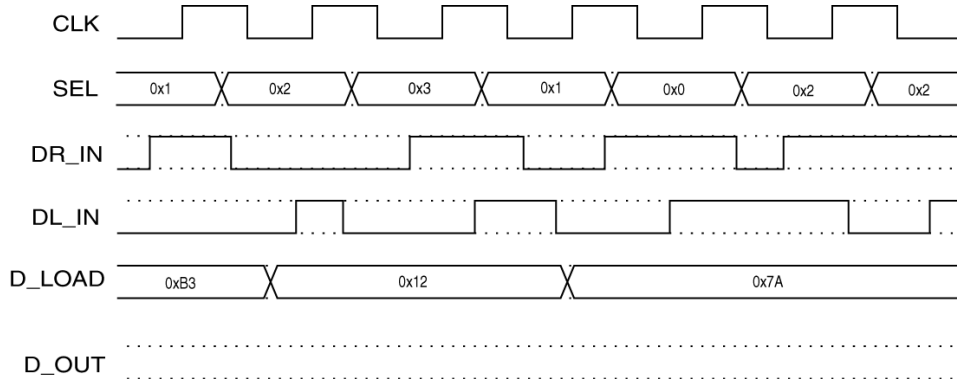 CLK
SEL 0x1 0x2 0x3 0x1 0x0 0x2 0x2
DR_IN
DL_IN
D_LOAD 0xB3 0x12 0x7A
D_OUT